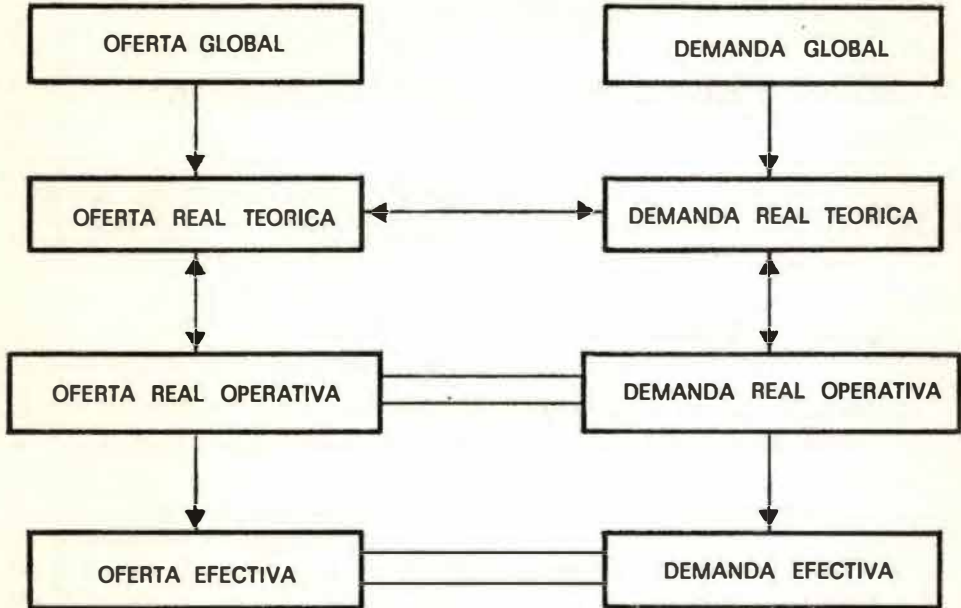 OFERTA GLOBAL
DEMANDA GLOBAL
OFERTA REAL TEORICA
DEMANDA REAL TEORICA
OFERTA REAL OPERATIVA
DEMANDA REAL OPERATIVA
OFERTA EFECTIVA
DEMANDA EFECTIVA